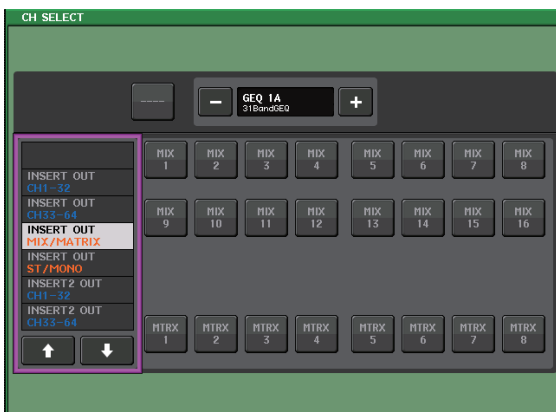 CH SELECT
----
−
GEQ 1A
31BandGEQ
+
INSERT OUT
CH1-32
INSERT OUT
CH33-64
INSERT OUT
MIX/MATRIX
INSERT OUT
ST/MONO
INSERT2 OUT
CH1-32
INSERT2 OUT
CH33-64
MIX 1
MIX 2
MIX 3
MIX 4
MIX 5
MIX 6
MIX 7
MIX 8
MIX 9
MIX 10
MIX 11
MIX 12
MIX 13
MIX 14
MIX 15
MIX 16
MTRX 1
MTRX 2
MTRX 3
MTRX 4
MTRX 5
MTRX 6
MTRX 7
MTRX 8